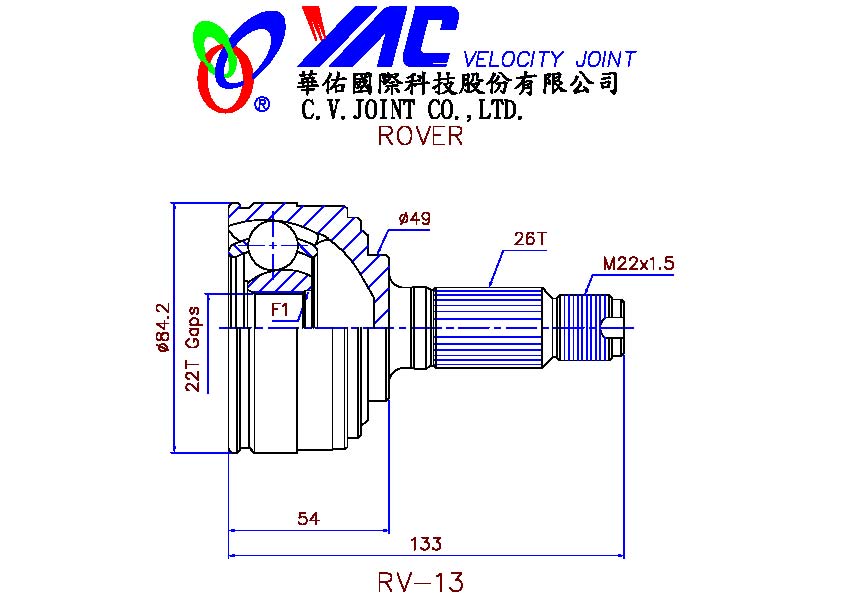 YAC VELOCITY JOINT
®
華佑國際科技股份有限公司
C.V.JOINT CO.,LTD.
ROVER
ø49
26T
M22x1.5
F1
ø84.2
22T Gaps
54
133
RV-13